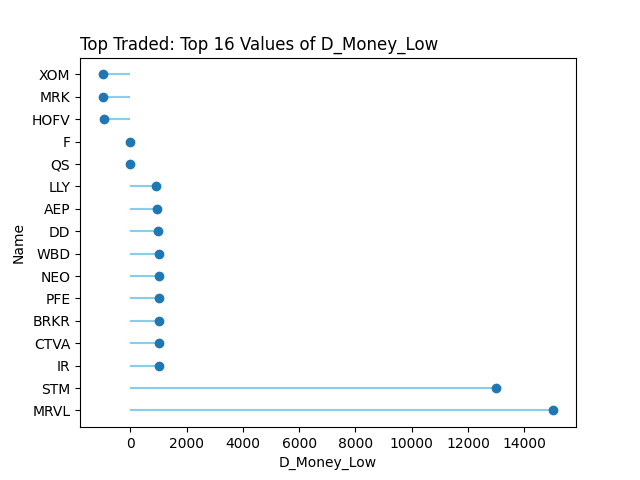 Top Traded: Top 16 Values of D_Money_Low
XOM
MRK
HOFV
F
QS
LLY
AEP
DD
WBD
NEO
PFE
BRKR
CTVA
IR
STM
MRVL
Name
0 2000 4000 6000 8000 10000 12000 14000
D_Money_Low